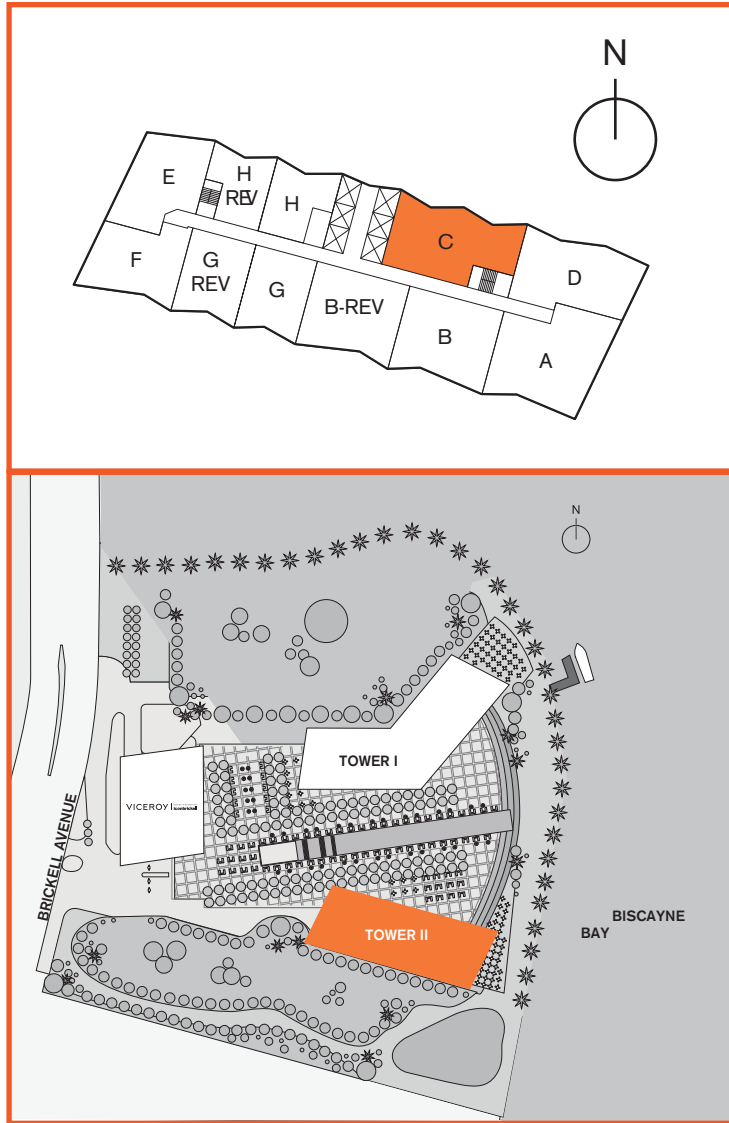 N
E
H
REV
H
C
D
F
G
REV
G
B-REV
B
A
N
TOWER I
VICEROY
BRICKELL AVENUE
TOWER II
BISCAYNE
BAY